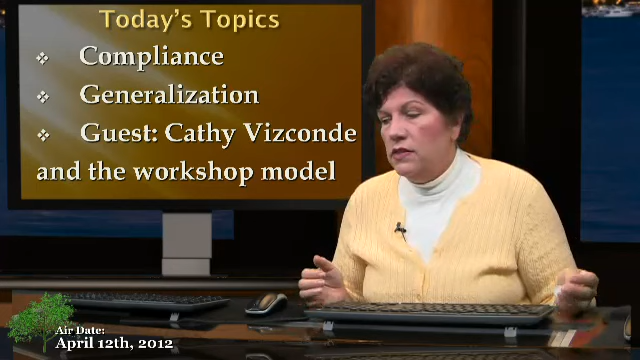 Today's Topics
❖ Compliance
❖ Generalization
❖ Guest: Cathy Vizconde
and the workshop model
Air Date:
April 12th, 2012